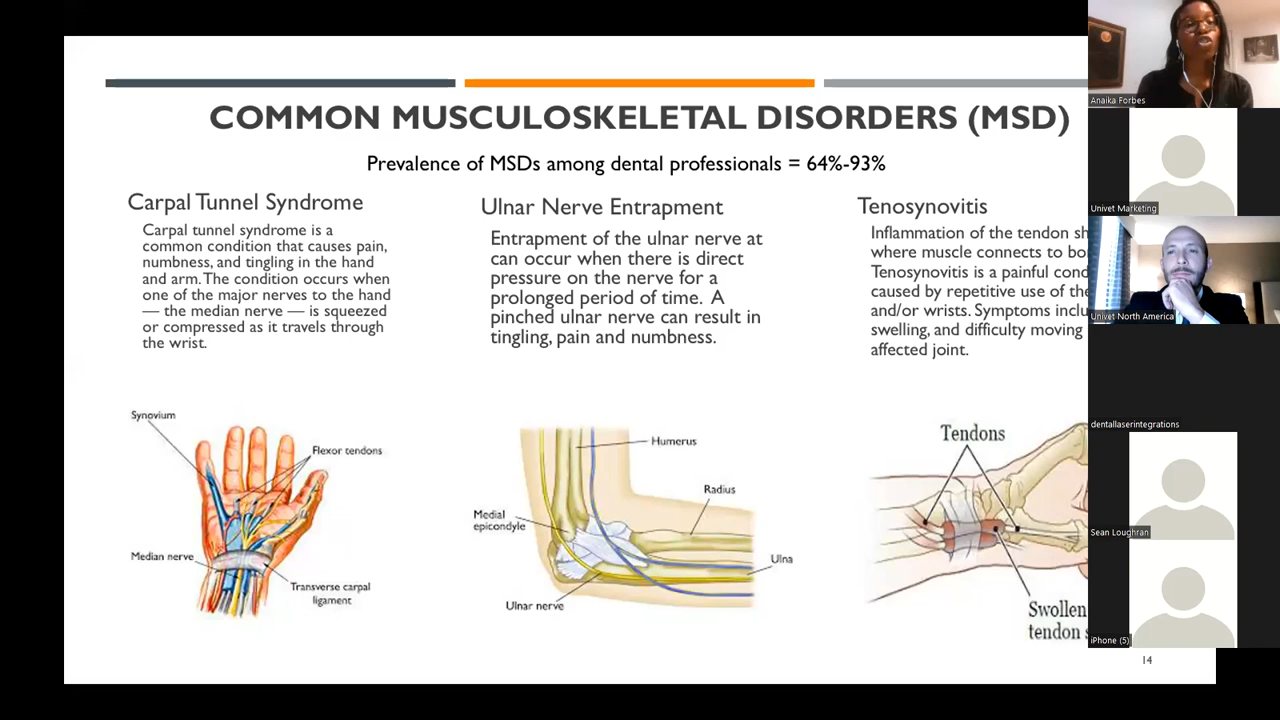 COMMON MUSCULOSKELETAL DISORDERS (MSD)
Prevalence of MSDs among dental professionals = 64%-93%
Carpal Tunnel Syndrome
Carpal tunnel syndrome is a
common condition that causes pain,
numbness, and tingling in the hand
and arm. The condition occurs when
one of the major nerves to the hand
— the median nerve — is squeezed
or compressed as it travels through
the wrist.
Synovium
Flexor tendons
Median nerve
Transverse carpal
ligament
Ulnar Nerve Entrapment
Entrapment of the ulnar nerve at
can occur when there is direct
pressure on the nerve for a
prolonged period of time. A
pinched ulnar nerve can result in
tingling, pain and numbness.
Humerus
Radius
Medial
epicondyle
Ulna
Ulnar nerve
Tenosynovitis
Inflammation of the tendon
where muscle connects to
Tenosynovitis is a painful
caused by repetitive use of
and/or wrists. Symptoms
swelling, and difficulty moving
affected joint.
Tendons
Swollen
tendon
14
Anaika Forbes
Univet Marketing
Univet North America
dentallaserintegrations
Sean Loughran
iPhone (5)